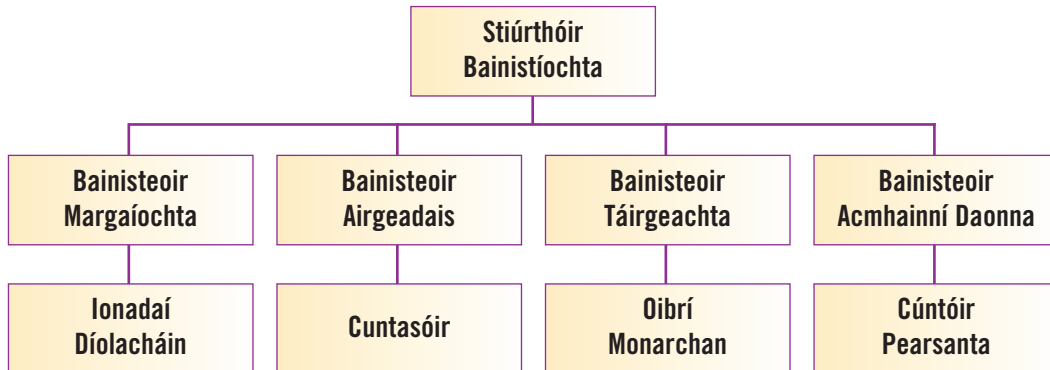 Stiúrthóir
Bainistíochta
Bainisteoir
Margaíochta
Bainisteoir
Airgeadais
Bainisteoir
Táirgeachta
Bainisteoir
Acmhainní Daonna
Ionadaí
Díolacháin
Cuntasóir
Oibrí
Monarchan
Cúntóir
Pearsanta